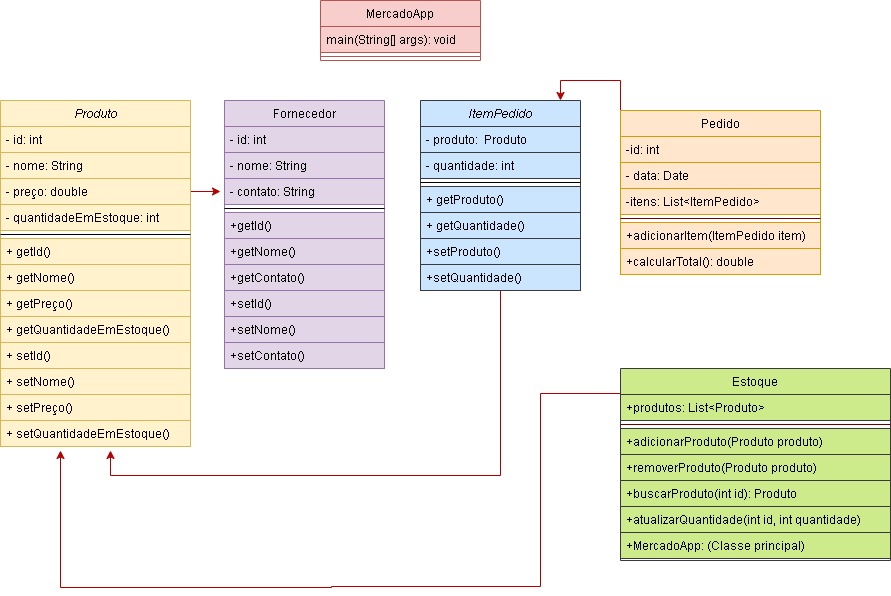 MercadoApp
main(String[] args): void
Produto
- id: int
- nome: String
- preço: double
- quantidadeEmEstoque: int
+ getId()
+ getNome()
+ getPreço()
+ getQuantidadeEmEstoque()
+ setId()
+ setNome()
+ setPreço()
+ setQuantidadeEmEstoque()
Fornecedor
- id: int
- nome: String
- contato: String
+getId()
+getNome()
+getContato()
+setId()
+setNome()
+setContato()
ItemPedido
- produto: Produto
- quantidade: int
+ getProduto()
+ getQuantidade()
+setProduto()
+setQuantidade()
Pedido
-id: int
- data: Date
-itens: List<ItemPedido>
+adicionarItem(ItemPedido item)
+calcularTotal(): double
Estoque
+produtos: List<Produto>
+adicionarProduto(Produto produto)
+removerProduto(Produto produto)
+buscarProduto(int id): Produto
+atualizarQuantidade(int id, int quantidade)
+MercadoApp: (Classe principal)